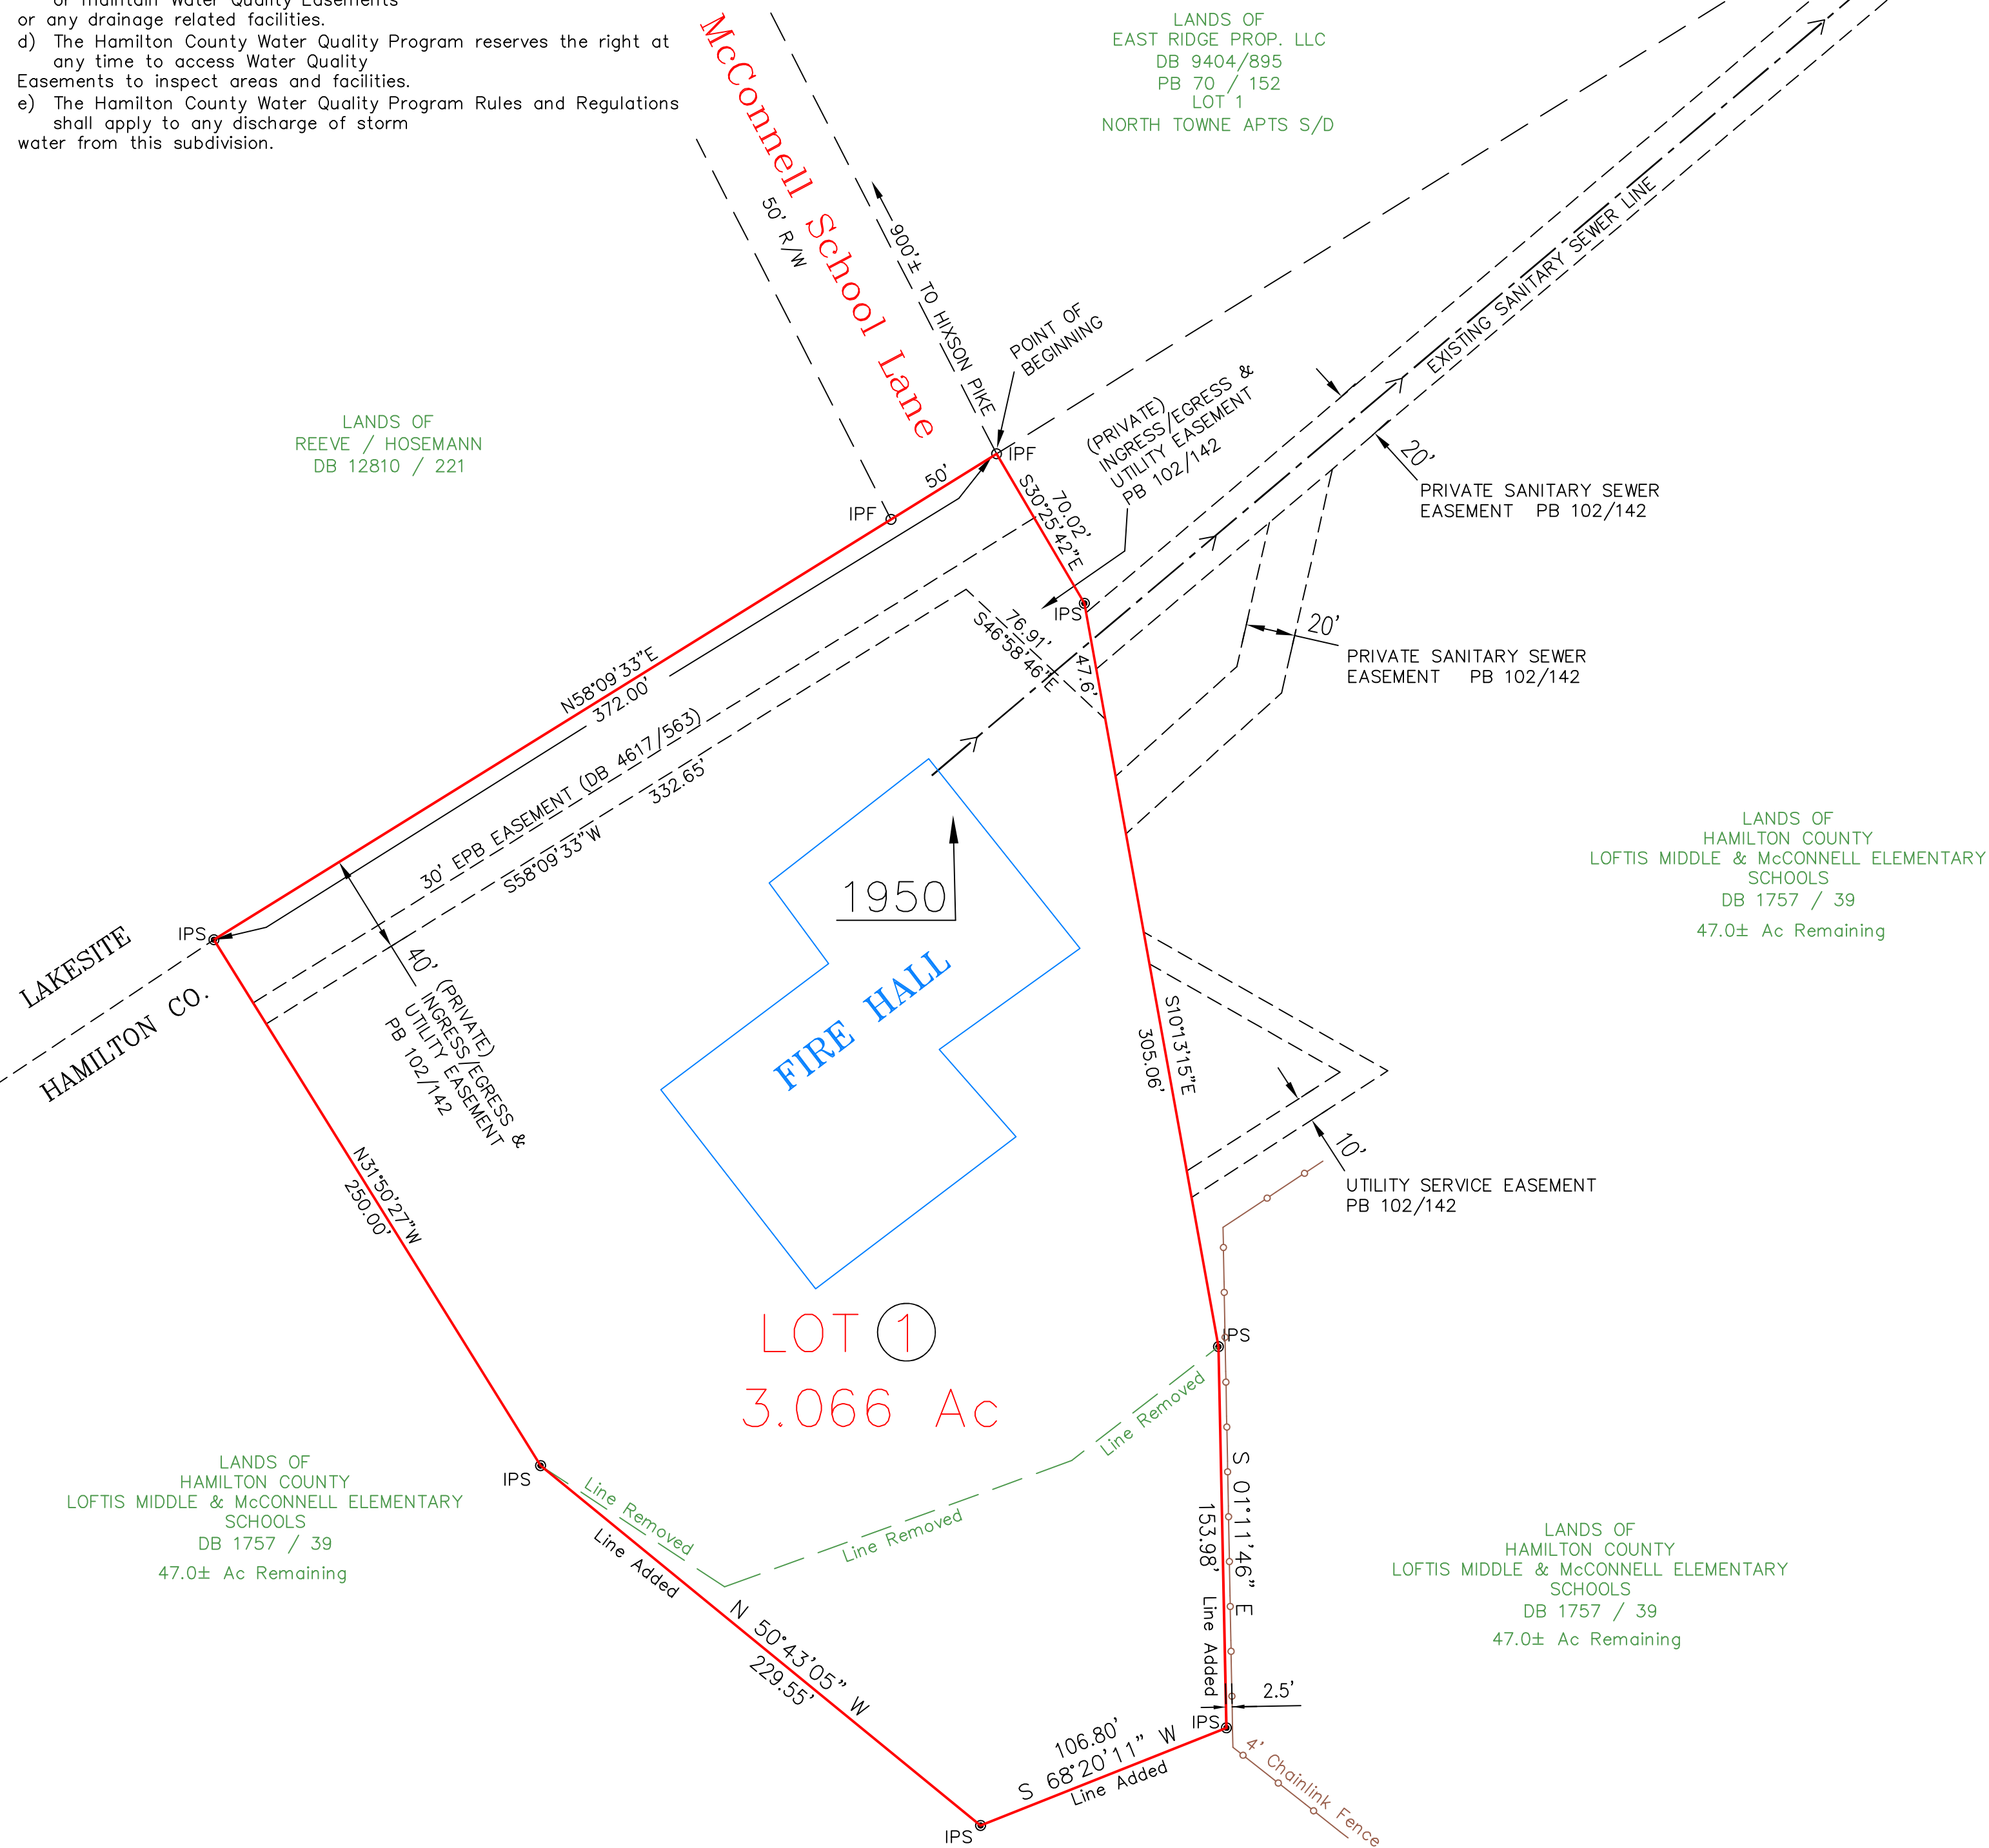 or maintain Water Quality Easements
or any drainage related facilities.
d) The Hamilton County Water Quality Program reserves the right at
any time to access Water Quality
Easements to inspect areas and facilities.
e) The Hamilton County Water Quality Program Rules and Regulations
shall apply to any discharge of storm
water from this subdivision.
McConnell School Lane
50' R/W
900'± TO HIXSON PIKE
LANDS OF
EAST RIDGE PROP. LLC
DB 9404/895
PB 70 / 152
LOT 1
NORTH TOWNE APTS S/D
EXISTING SANITARY SEWER LINE
POINT OF
BEGINNING
(PRIVATE)
INGRESS/EGRESS &
UTILITY EASEMENT
PB 102/142
LANDS OF
REEVE / HOSEMANN
DB 12810 / 221
IPF
50'
IPF
70.02'
S30°25'42"E
20'
PRIVATE SANITARY SEWER
EASEMENT PB 102/142
IPS
76.91'
S46°58'46"E
47.6'
20'
PRIVATE SANITARY SEWER
EASEMENT PB 102/142
N58°09'33"E
372.00'
30' EPB EASEMENT (DB 4617/563)
332.65'
S58°09'33"W
1950
FIRE HALL
LANDS OF
HAMILTON COUNTY
LOFTIS MIDDLE & McCONNELL ELEMENTARY
SCHOOLS
DB 1757 / 39
47.0± Ac Remaining
IPS
LAKESITE
HAMILTON CO.
40' (PRIVATE)
INGRESS/EGRESS &
UTILITY EASEMENT
PB 102/142
S10°13'15"E
305.06'
10'
UTILITY SERVICE EASEMENT
PB 102/142
N31°50'27"W
250.00'
LOT 1
3.066 Ac
IPS
Line Removed
IPS
Line Removed
Line Removed
Line Added
LANDS OF
HAMILTON COUNTY
LOFTIS MIDDLE & McCONNELL ELEMENTARY
SCHOOLS
DB 1757 / 39
47.0± Ac Remaining
S 01°11'46" E
153.98' Line Added
LANDS OF
HAMILTON COUNTY
LOFTIS MIDDLE & McCONNELL ELEMENTARY
SCHOOLS
DB 1757 / 39
47.0± Ac Remaining
N 50°43'05" W
229.55'
2.5'
IPS
106.80'
S 68°20'11" W
Line Added
4' Chainlink Fence
IPS